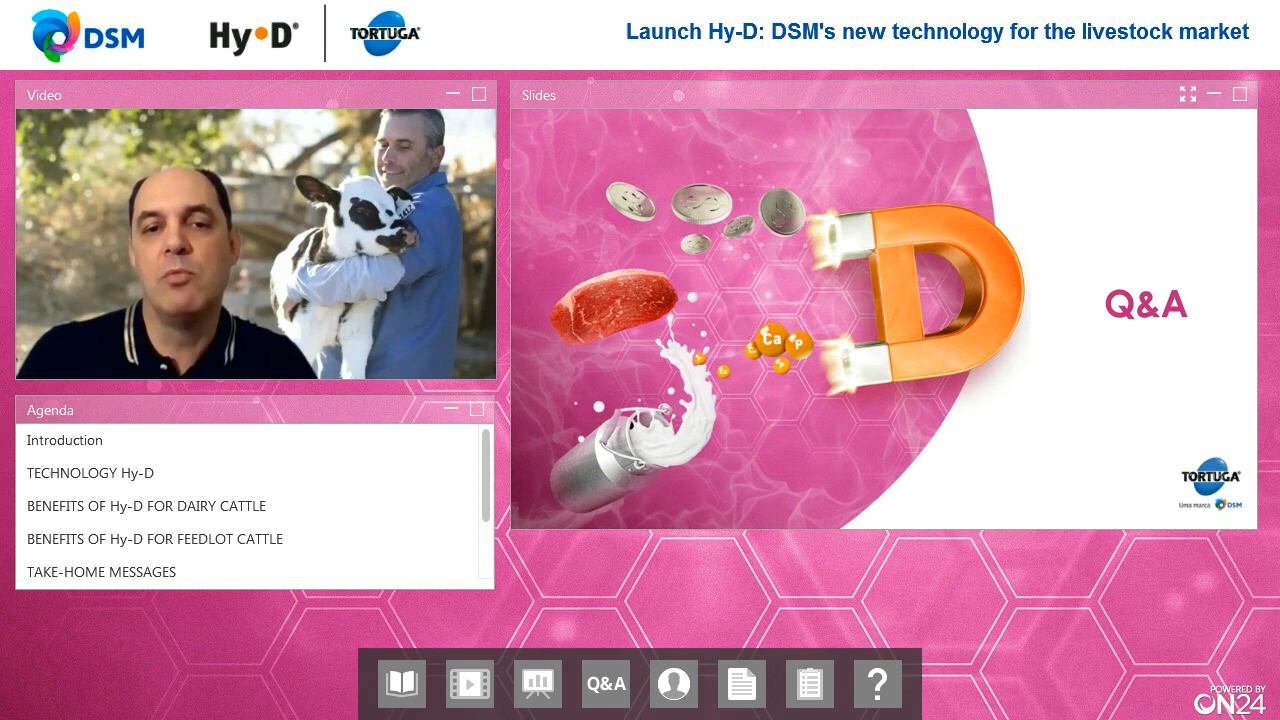 DSM
Hy•D®
TORTUGA
Launch Hy-D: DSM's new technology for the livestock market
Video
Slides
Ca
P
Q&A
TORTUGA
Uma marca DSM
Agenda
Introduction
TECHNOLOGY Hy-D
BENEFITS OF Hy-D FOR DAIRY CATTLE
BENEFITS OF Hy-D FOR FEEDLOT CATTLE
TAKE-HOME MESSAGES
Q&A
?
POWERED BY
ON24